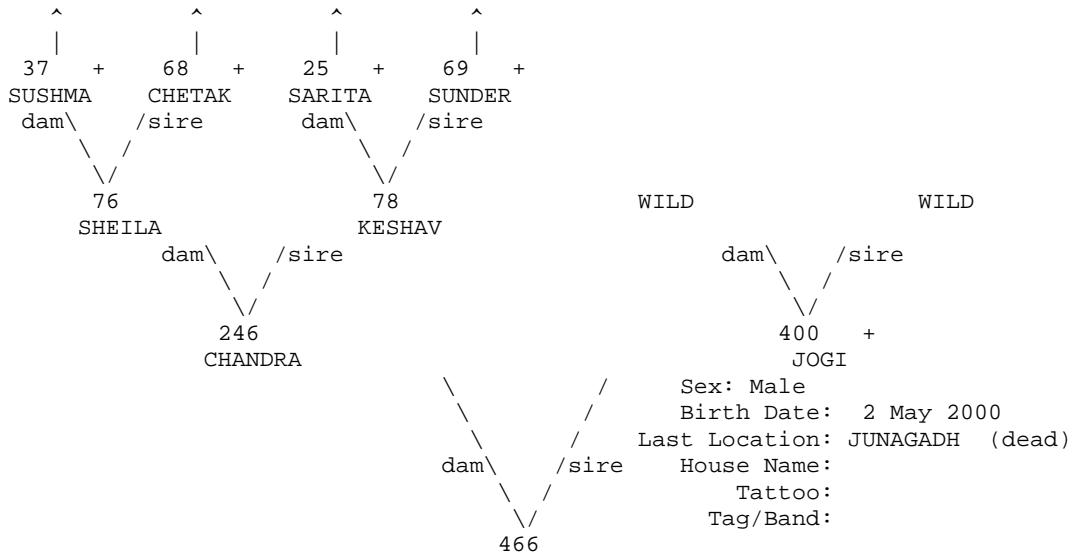 ^ ^ ^ ^
| | | |
37 + 68 + 25 + 69 +
SUSHMA CHETAK SARITA SUNDER
dam\ /sire dam\ /sire
\ / \ /
\/ \/
76 78 WILD WILD
SHEILA KESHAV
dam\ /sire dam\ /sire
\ / \ /
\/ \/
246 400 +
CHANDRA JOGI
\ / Sex: Male
\ / Birth Date: 2 May 2000
\ / Last Location: JUNAGADH (dead)
dam\ /sire House Name:
\ / Tattoo:
\/ Tag/Band:
466